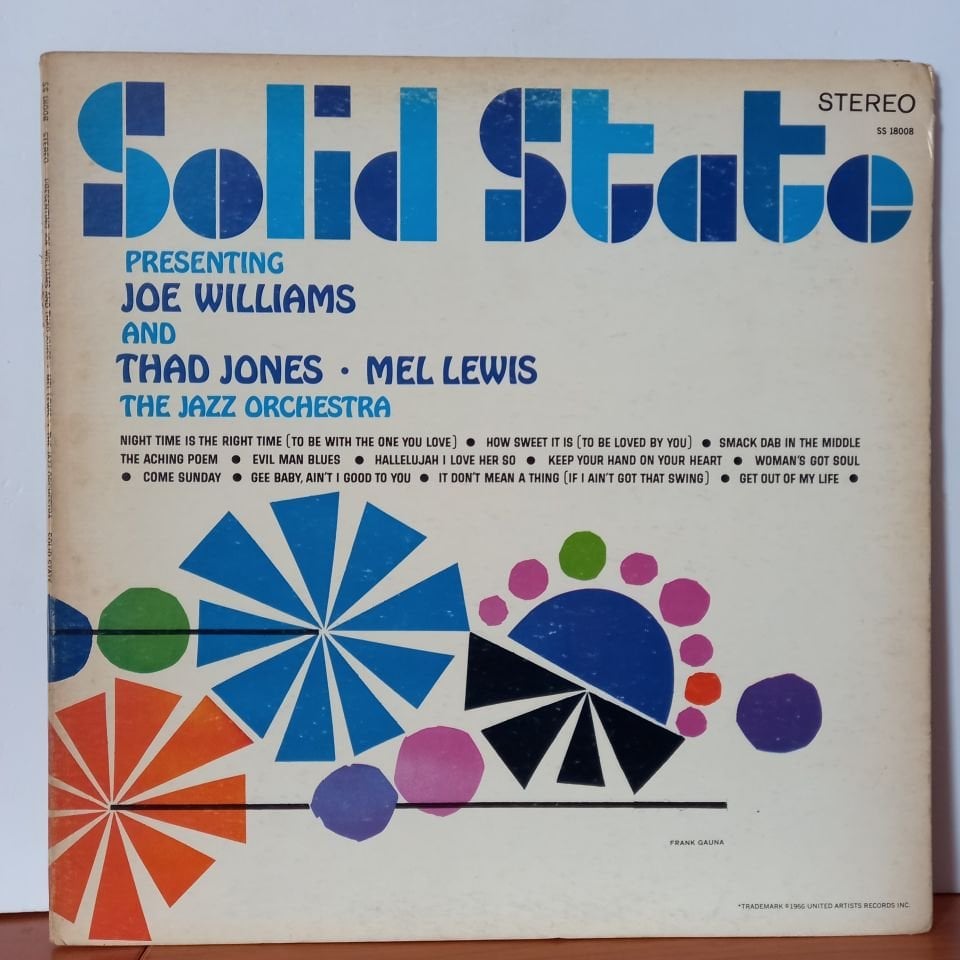 Solid State
STEREO
SS 18008
PRESENTING
JOE WILLIAMS
AND
THAD JONES · MEL LEWIS
THE JAZZ ORCHESTRA
NIGHT TIME IS THE RIGHT TIME (TO BE WITH THE ONE YOU LOVE) ● HOW SWEET IT IS (TO BE LOVED BY YOU) ● SMACK DAB IN THE MIDDLE
THE ACHING POEM ● EVIL MAN BLUES ● HALLELUJAH I LOVE HER SO ● KEEP YOUR HAND ON YOUR HEART ● WOMAN'S GOT SOUL
● COME SUNDAY ● GEE BABY, AIN'T I GOOD TO YOU ● IT DON'T MEAN A THING (IF I AIN'T GOT THAT SWING) ● GET OUT OF MY LIFE ●
FRANK GAUNA
*TRADEMARK ©1966 UNITED ARTISTS RECORDS INC.
SS 18008 STEREO